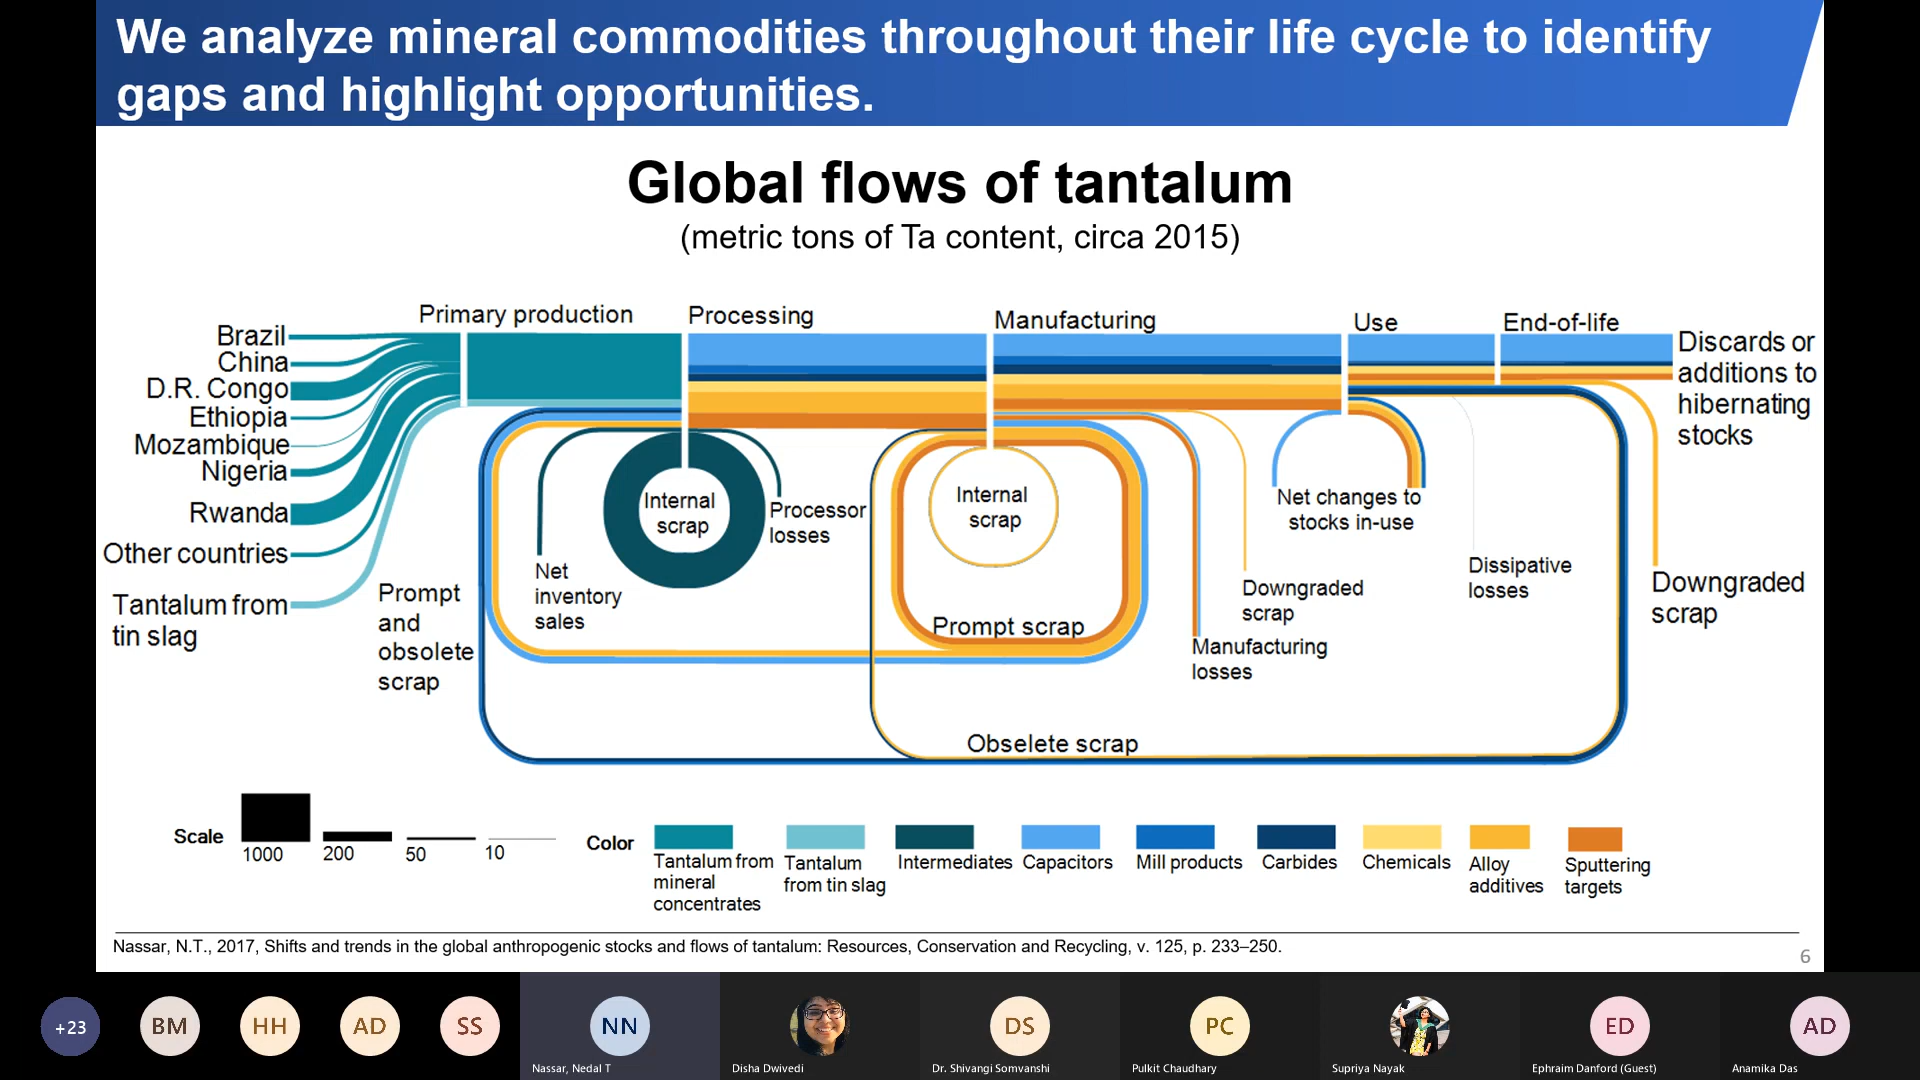 We analyze mineral commodities throughout their life cycle to identify
gaps and highlight opportunities.
Global flows of tantalum
(metric tons of Ta content, circa 2015)
Primary production
Processing
Manufacturing
Use
End-of-life
Brazil
China
D.R. Congo
Ethiopia
Mozambique
Nigeria
Rwanda
Other countries
Tantalum from
tin slag
Prompt
and
obsolete
scrap
Net
inventory
sales
Internal
scrap
Processor
losses
Internal
scrap
Prompt scrap
Obselete scrap
Manufacturing
losses
Downgraded
scrap
Net changes to
stocks in-use
Dissipative
losses
Downgraded
scrap
Discards or
additions to
hibernating
stocks
Scale
1000
200
50
10
Color
Tantalum from
mineral
concentrates
Tantalum
from tin slag
Intermediates
Capacitors
Mill products
Carbides
Chemicals
Alloy
additives
Sputtering
targets
Nassar, N.T., 2017, Shifts and trends in the global anthropogenic stocks and flows of tantalum: Resources, Conservation and Recycling, v. 125, p. 233–250.
6
+23
BM
HH
AD
SS
NN
Nassar, Nedal T
Disha Dwivedi
DS
Dr. Shivangi Somvanshi
PC
Pulkit Chaudhary
Supriya Nayak
ED
Ephraim Danford (Guest)
AD
Anamika Das